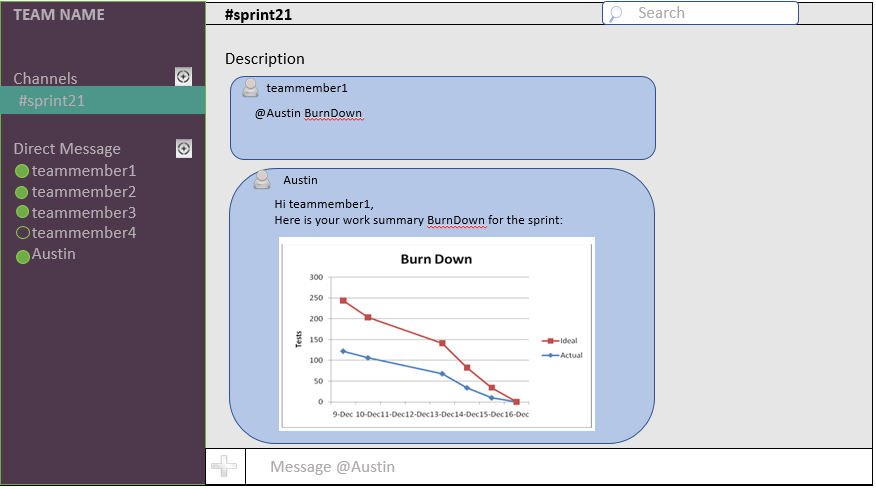 TEAM NAME
Channels
#sprint21
Direct Message
teammember1
teammember2
teammember3
teammember4
Austin
#sprint21
Search
Description
teammember1
@Austin BurnDown
Austin
Hi teammember1,
Here is your work summary BurnDown for the sprint:
Burn Down
300
250
200
150
100
50
0
Tests
9-Dec 10-Dec 11-Dec 12-Dec 13-Dec 14-Dec 15-Dec 16-Dec
Ideal
Actual
Message @Austin